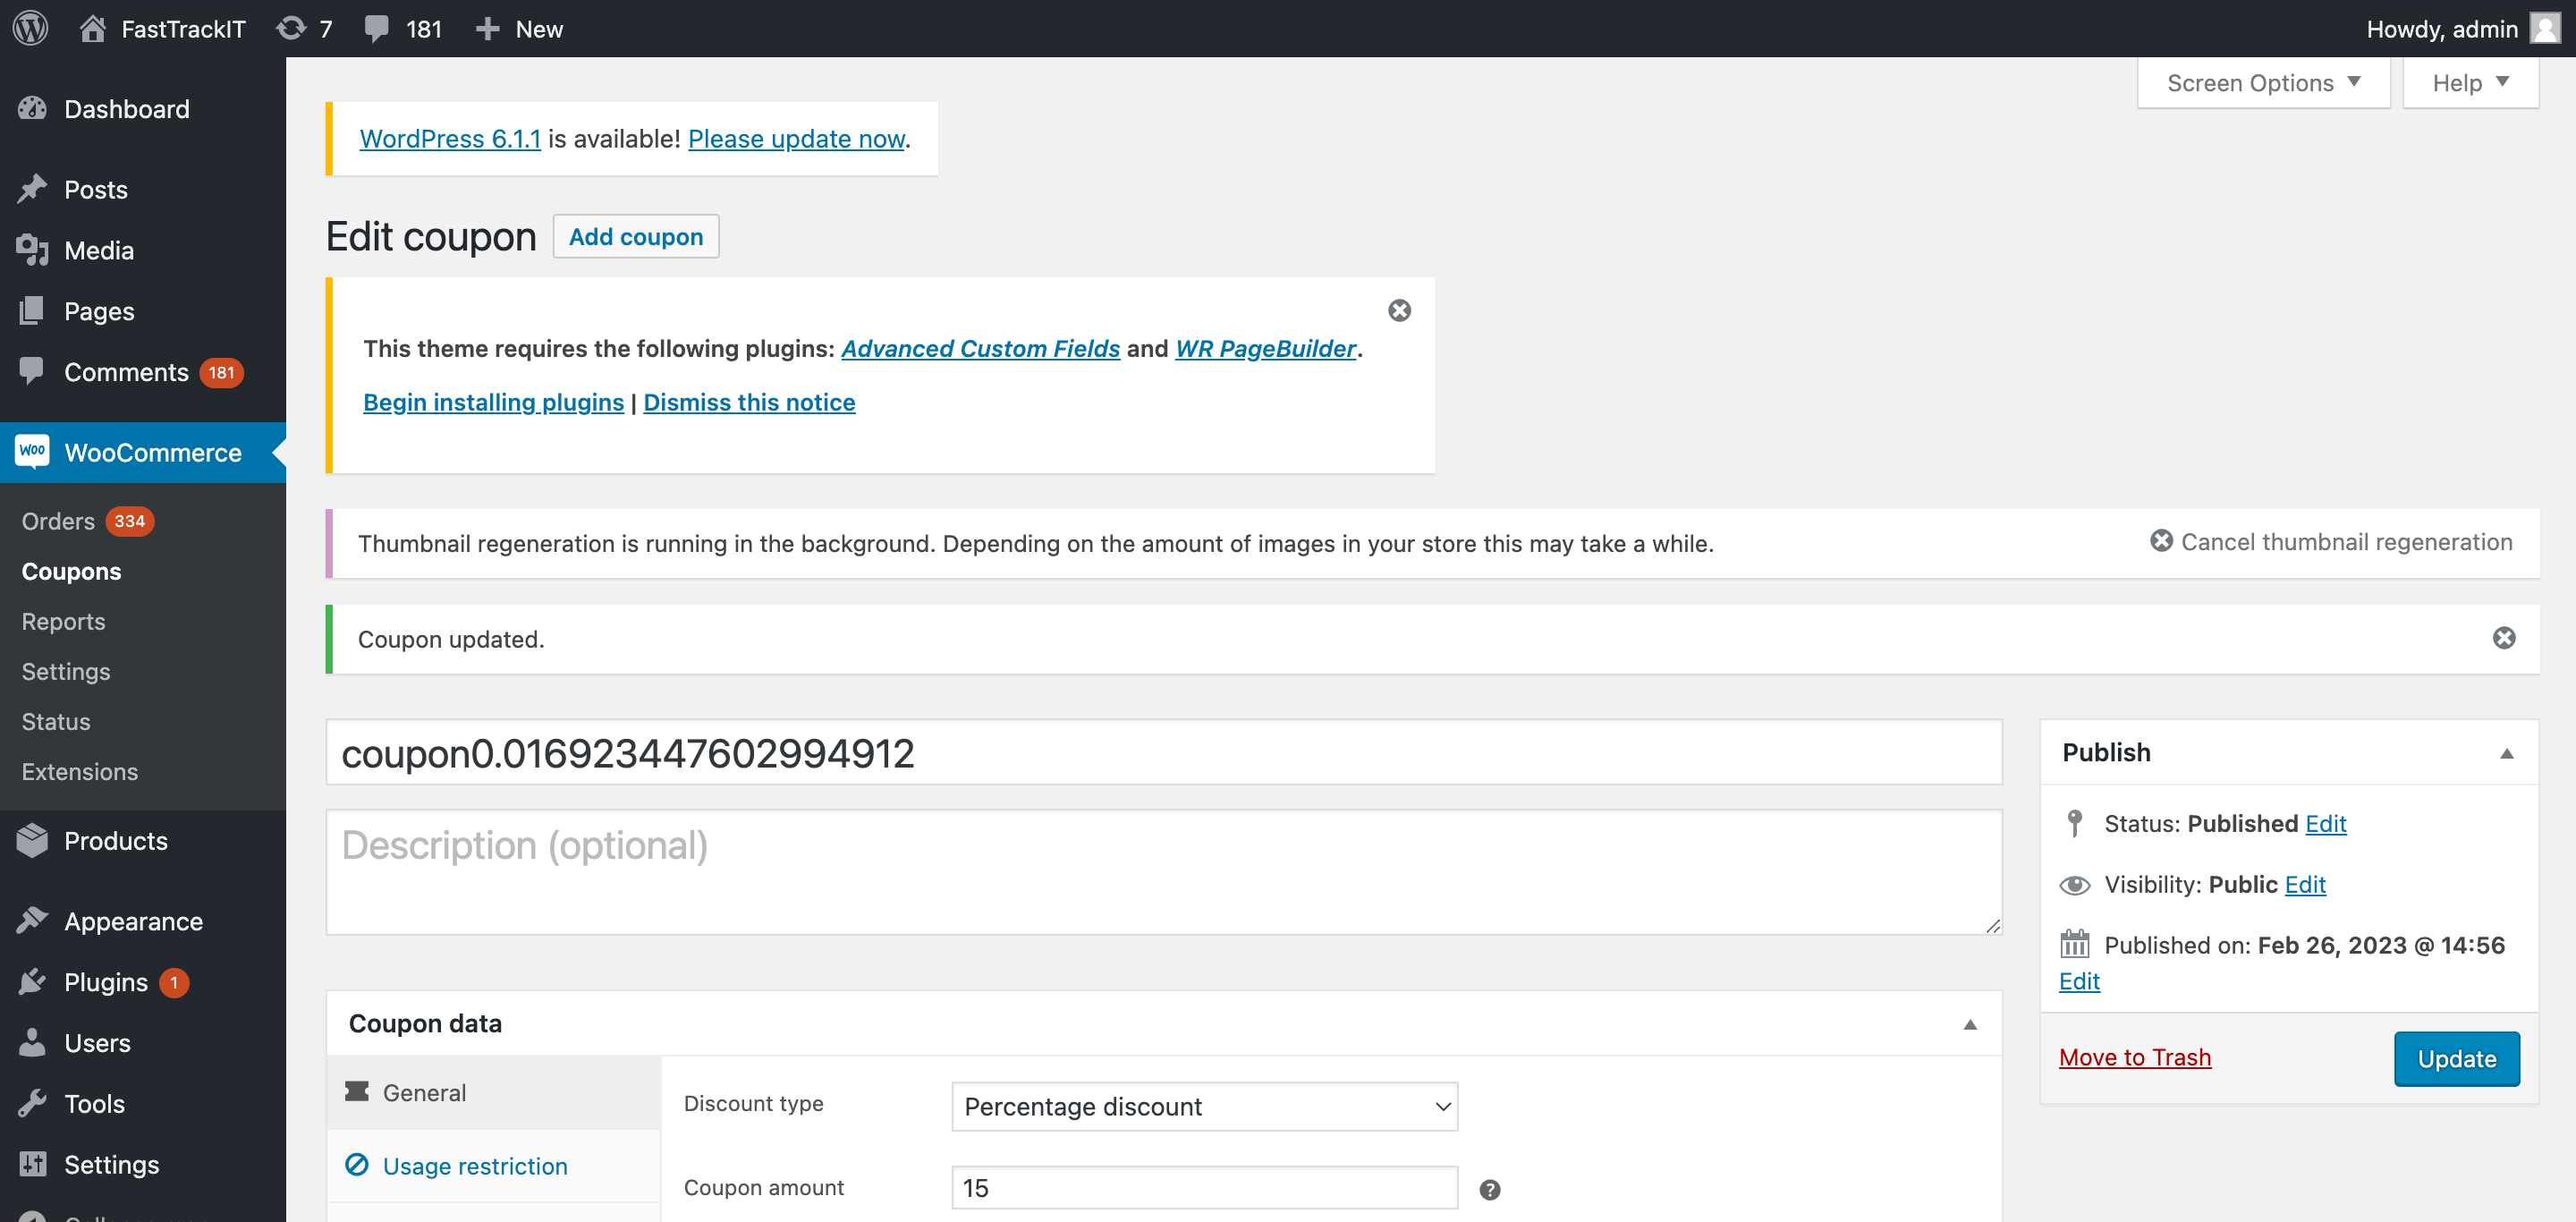 FastTrackIT 7 181 New Howdy, admin
Screen Options Help
Dashboard
Posts
Media
Pages
Comments 181
WooCommerce
Orders 334
Coupons
Reports
Settings
Status
Extensions
Products
Appearance
Plugins 1
Users
Tools
Settings
WordPress 6.1.1 is available! Please update now.
Edit coupon Add coupon
This theme requires the following plugins: Advanced Custom Fields and WR PageBuilder.
Begin installing plugins | Dismiss this notice
Thumbnail regeneration is running in the background. Depending on the amount of images in your store this may take a while. Cancel thumbnail regeneration
Coupon updated.
coupon0.016923447602994912
Description (optional)
Coupon data
General
Usage restriction
Discount type Percentage discount
Coupon amount 15
Publish
Status: Published Edit
Visibility: Public Edit
Published on: Feb 26, 2023 @ 14:56
Edit
Move to Trash Update